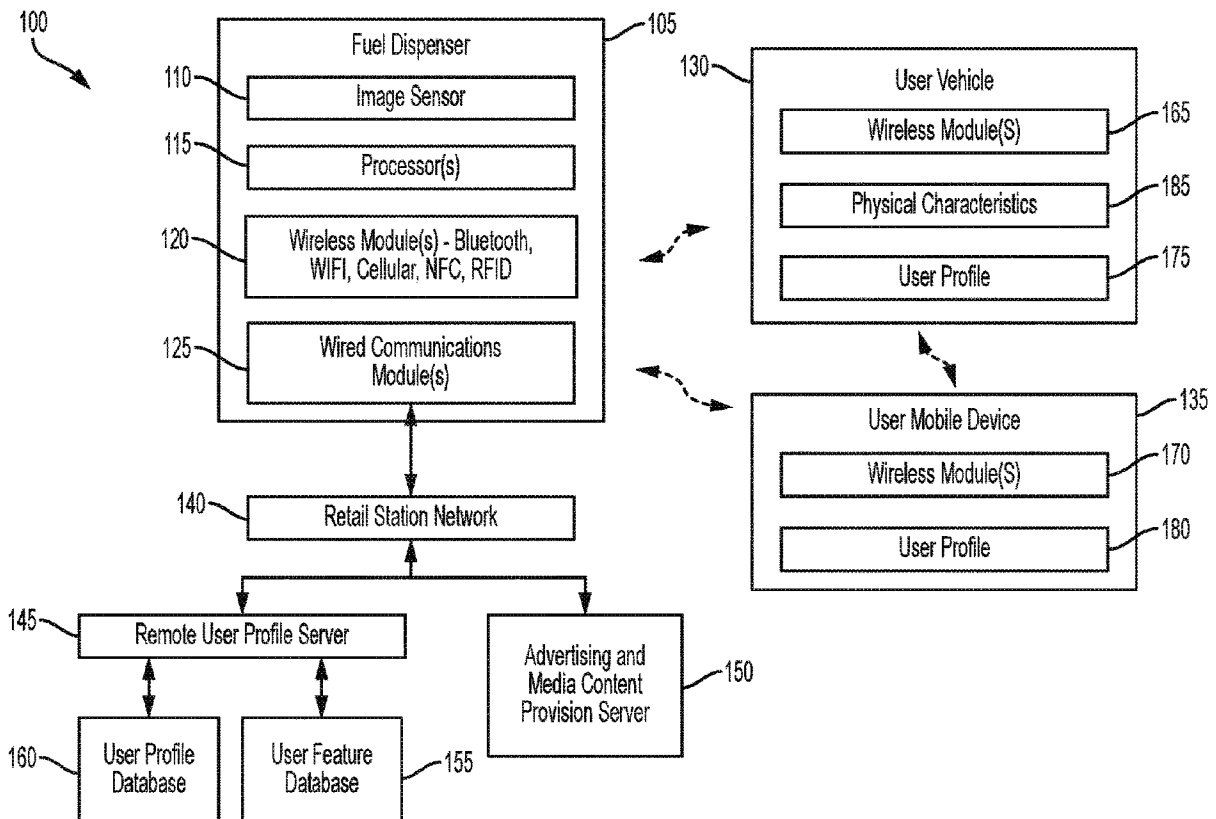 100
Fuel Dispenser
105
110
Image Sensor
115
Processor(s)
120
Wireless Module(s) - Bluetooth,
WIFI, Cellular, NFC, RFID
125
Wired Communications
Module(s)
130
User Vehicle
Wireless Module(S)
165
Physical Characteristics
185
User Profile
175
135
User Mobile Device
Wireless Module(S)
170
User Profile
180
140
Retail Station Network
145
Remote User Profile Server
Advertising and
Media Content
Provision Server
150
160
User Profile
Database
User Feature
Database
155